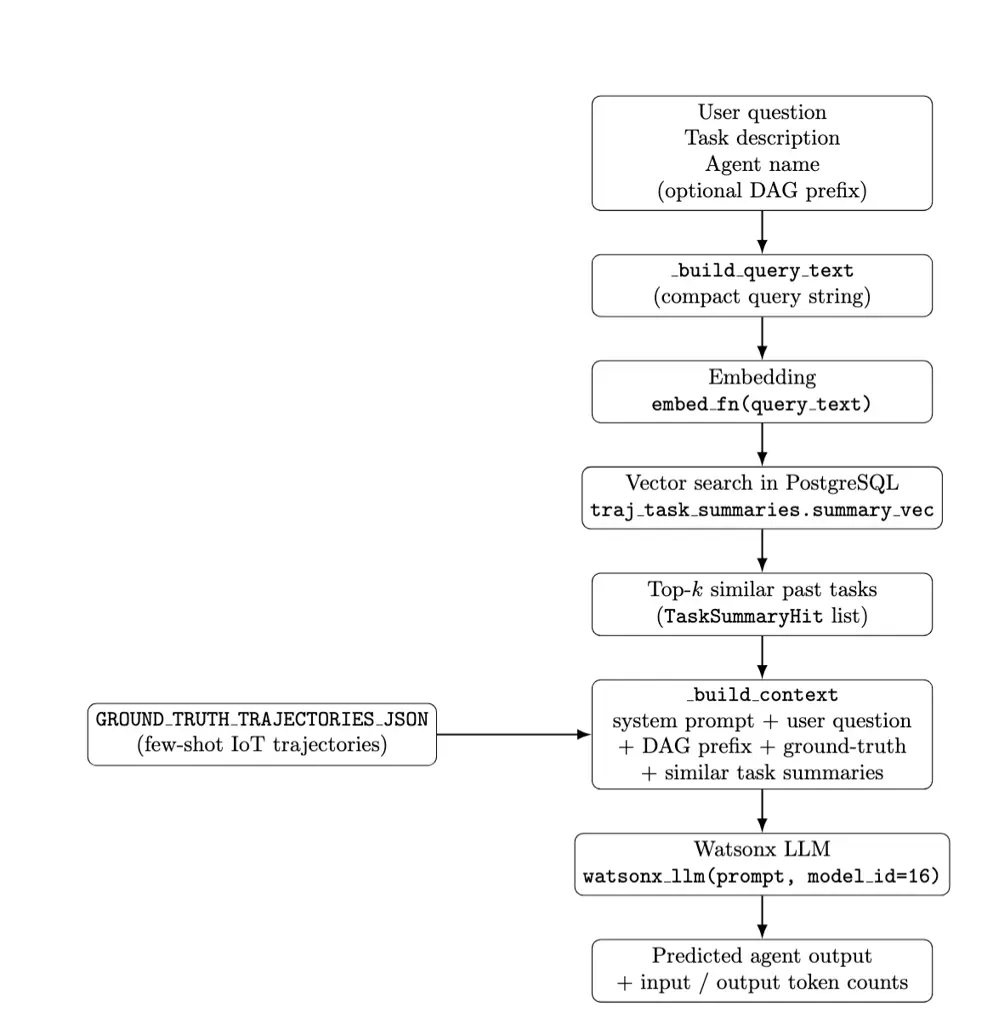 User question
Task description
Agent name
(optional DAG prefix)
_build_query_text
(compact query string)
Embedding
embed_fn(query_text)
Vector search in PostgreSQL
traj_task_summaries.summary_vec
Top-k similar past tasks
(TaskSummaryHit list)
GROUND_TRUTH_TRAJECTORIES_JSON
(few-shot IoT trajectories)
_build_context
system prompt + user question
+ DAG prefix + ground-truth
+ similar task summaries
Watsonx LLM
watsonx_llm(prompt, model_id=16)
Predicted agent output
+ input / output token counts